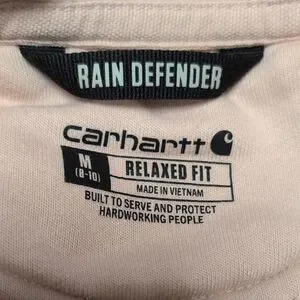 RAIN DEFENDER
carhartt
M
(8-10)
RELAXED FIT
MADE IN VIETNAM
BUILT TO SERVE AND PROTECT
HARDWORKING PEOPLE